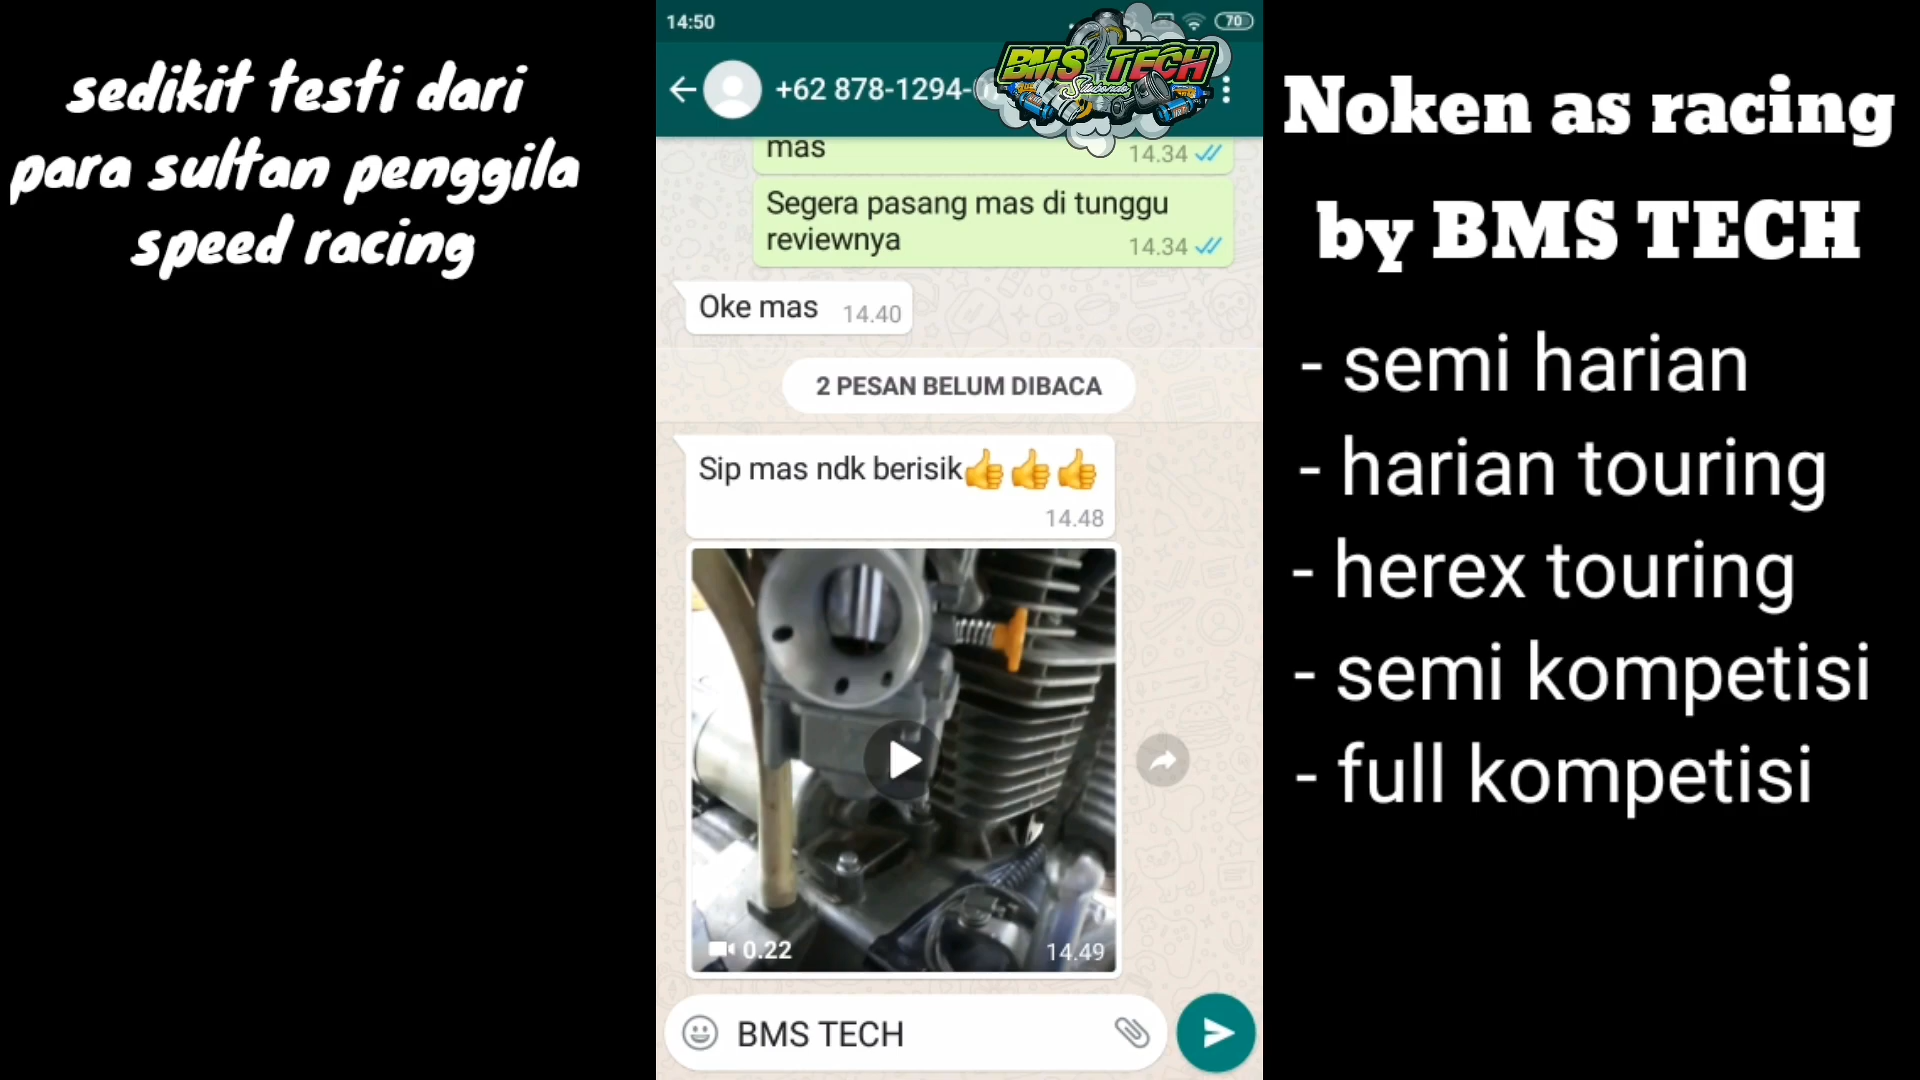 sedikit testi dari
para sultan penggila
speed racing
14:50
70
+62 878-1294-
BMS TECH
Situbondo
mas
14.34
Segera pasang mas di tunggu
reviewnya
14.34
Oke mas
14.40
2 PESAN BELUM DIBACA
Sip mas ndk berisik👍👍👍
14.48
0.22
14.49
BMS TECH
Noken as racing
by BMS TECH
- semi harian
- harian touring
- herex touring
- semi kompetisi
- full kompetisi